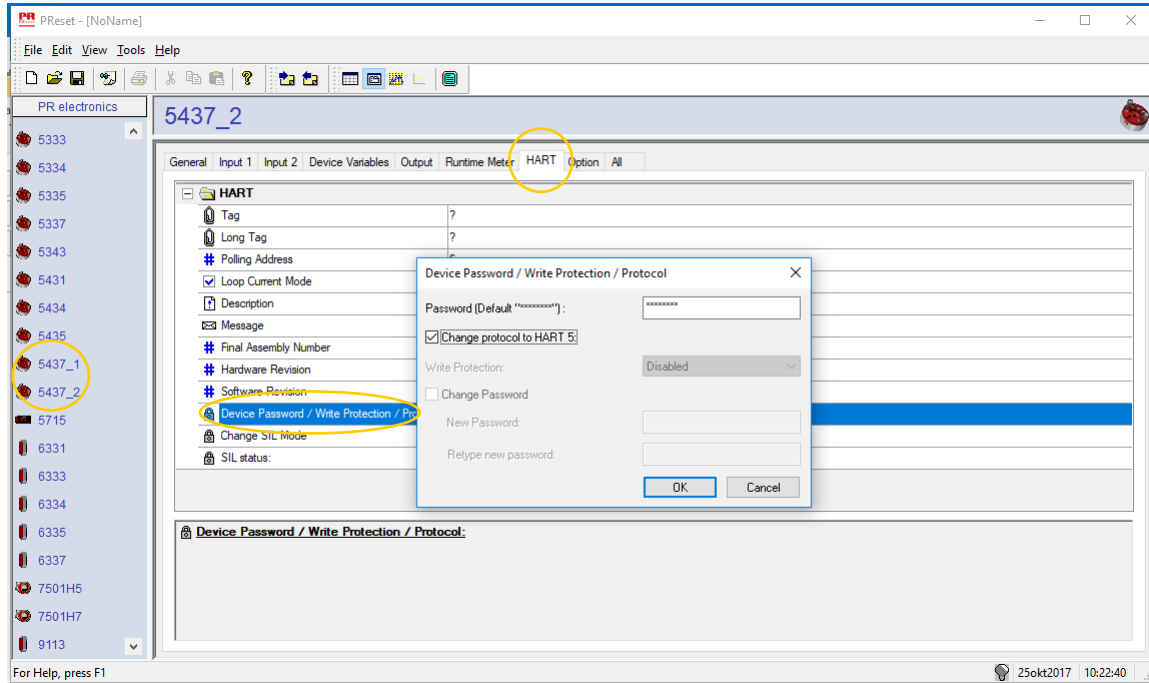 PR PReset - [NoName]
File Edit View Tools Help
PR electronics
5333
5334
5335
5337
5343
5431
5434
5435
5437_1
5437_2
5715
6331
6333
6334
6335
6337
7501H5
7501H7
9113
5437_2
General Input 1 Input 2 Device Variables Output Runtime Meter HART Option All
HART
Tag ?
Long Tag ?
Polling Address
Loop Current Mode
Description
Message
Final Assembly Number
Hardware Revision
Software Revision
Device Password / Write Protection / Pro
Change SIL Mode
SIL status:
Device Password / Write Protection / Protocol
Password (Default "********") : ********
Change protocol to HART 5:
Write Protection: Disabled
Change Password
New Password:
Retype new password:
OK Cancel
Device Password / Write Protection / Protocol:
For Help, press F1 25okt2017 10:22:40